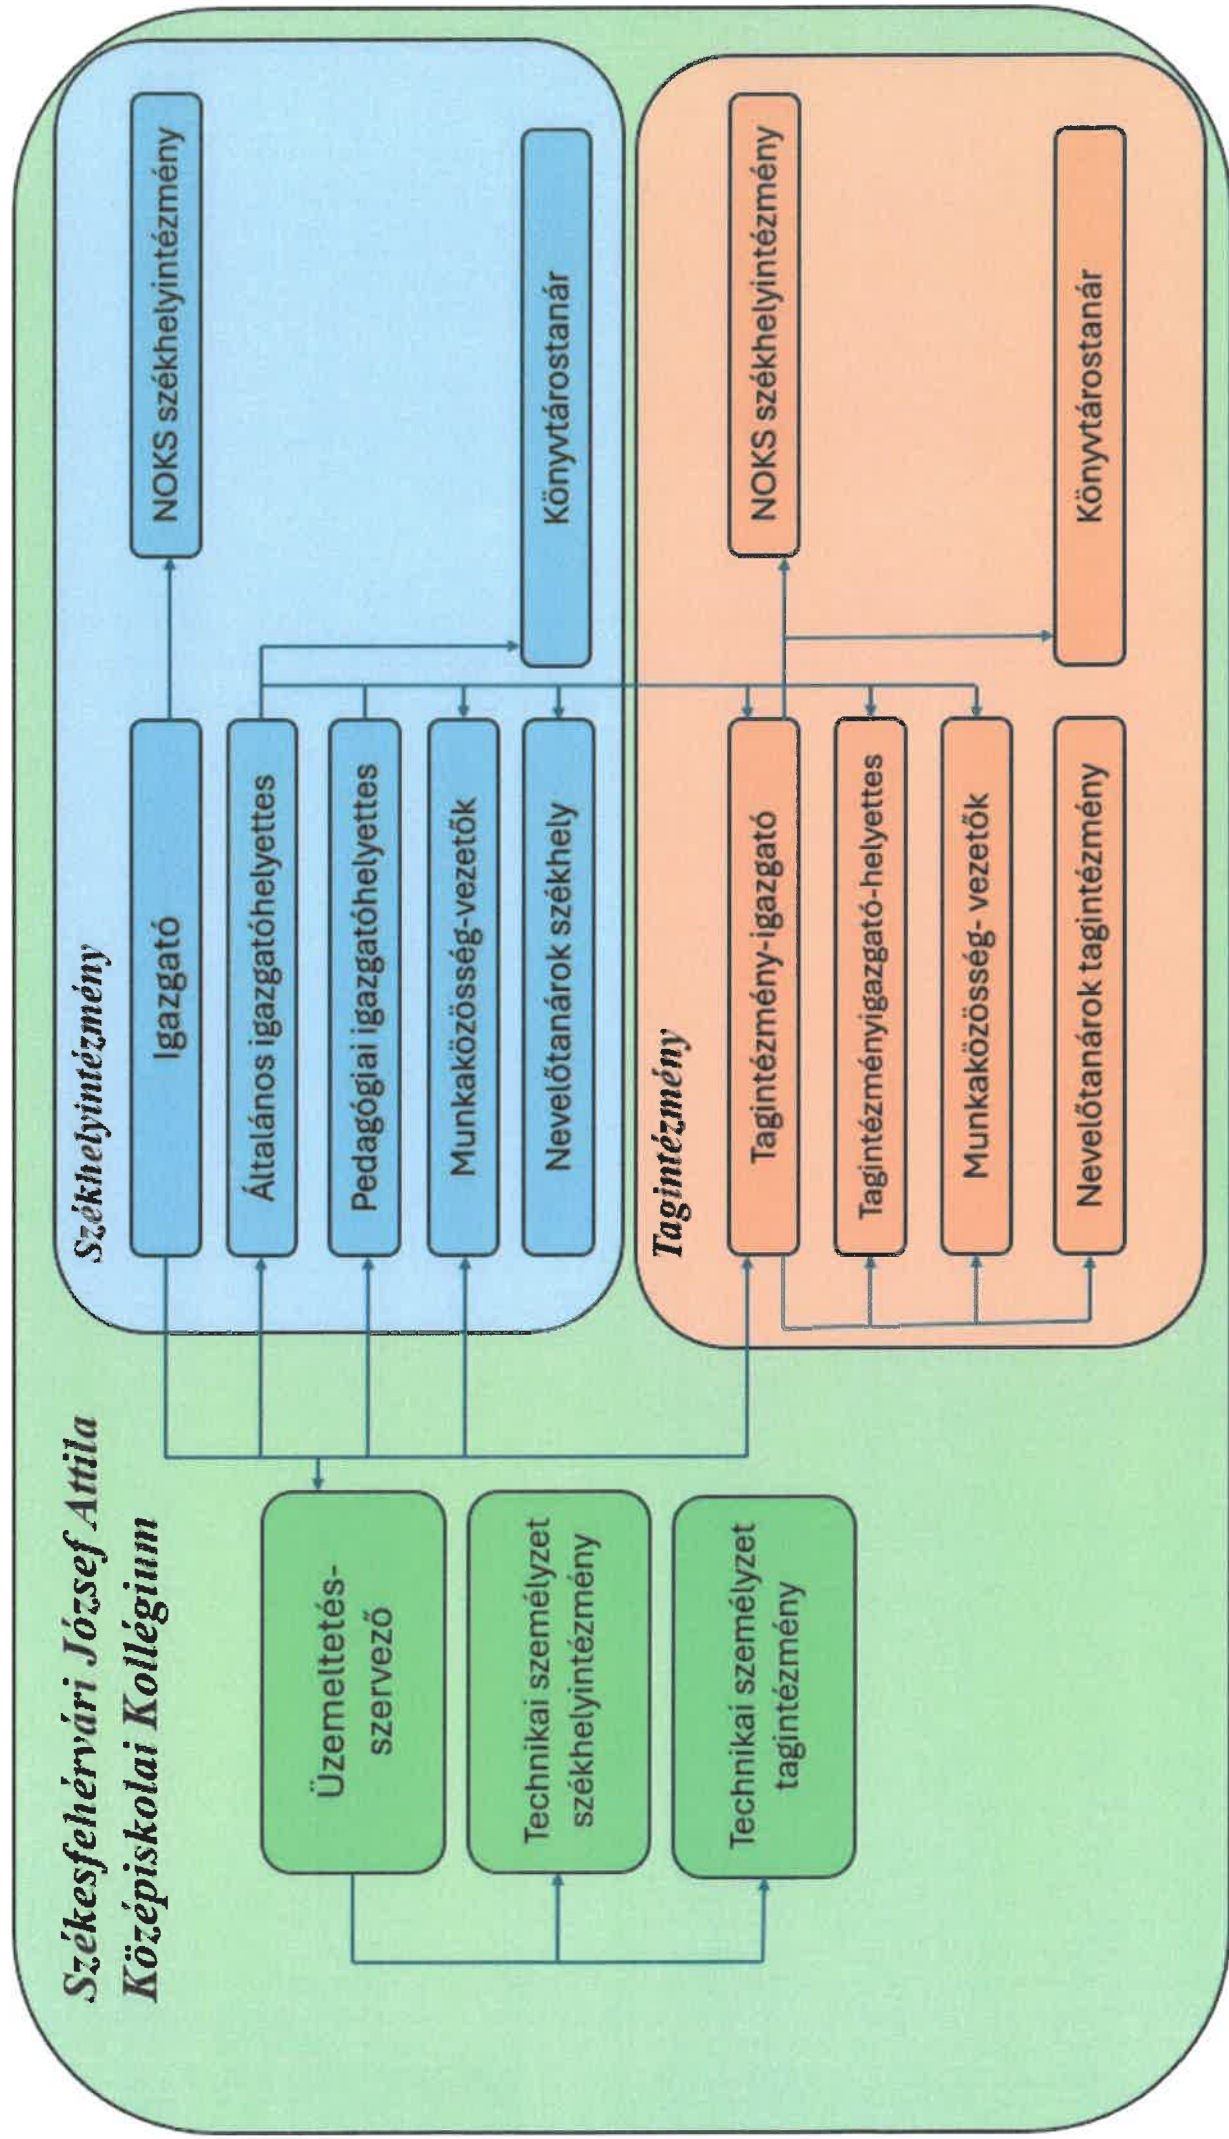 Székesfehérvári József Attila
Középiskolai Kollégium
Üzemeltetés-
szervező
Technikai személyzet
székhelyintézmény
Technikai személyzet
tagintézmény
Székhelyintézmény
Igazgató
Általános igazgatóhelyettes
Pedagógiai igazgatóhelyettes
Munkaközösség-vezetők
Nevelőtanárok székhely
NOKS székhelyintézmény
Könyvtárostanár
Tagintézmény
Tagintézmény-igazgató
Tagintézményigazgató-helyettes
Munkaközösség- vezetők
Nevelőtanárok tagintézmény
NOKS székhelyintézmény
Könyvtárostanár